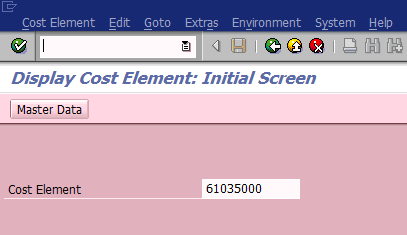 Cost Element Edit Goto Extras Environment System Help
Display Cost Element: Initial Screen
Master Data
Cost Element 61035000